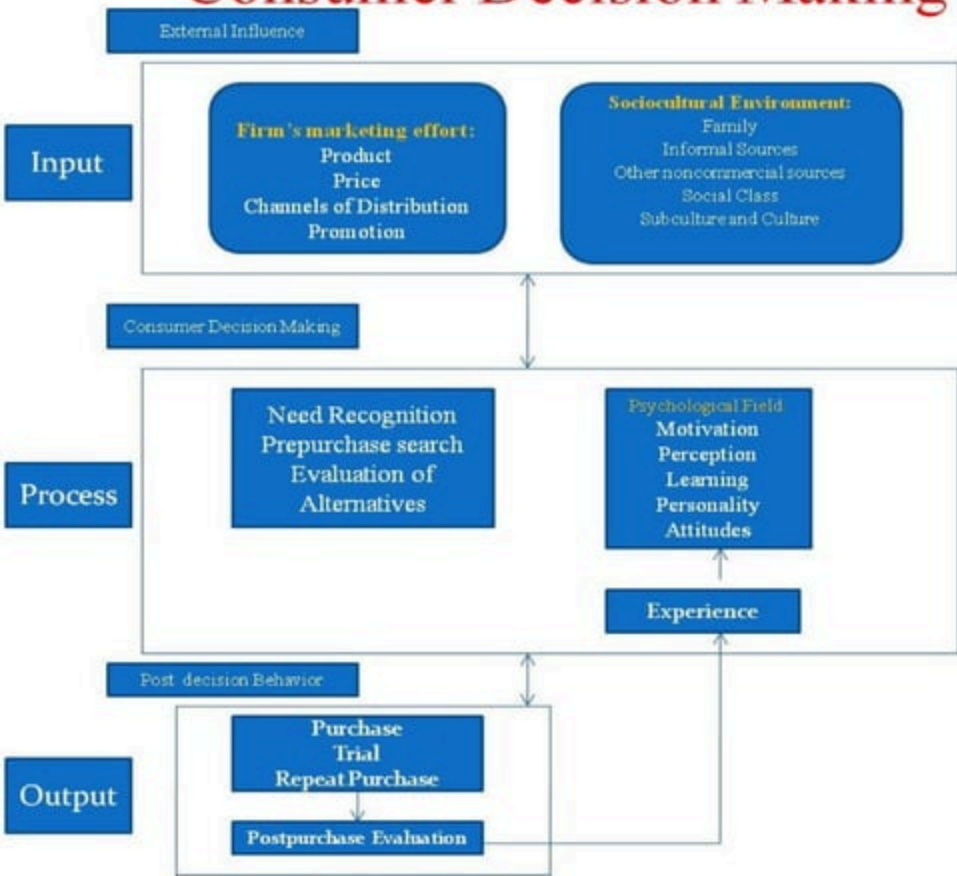 Consumer Decision Making
External Influence
Input
Firm's marketing effort:
Product
Price
Channels of Distribution
Promotion
Sociocultural Environment:
Family
Informal Sources
Other noncommercial sources
Social Class
Subculture and Culture
Consumer Decision Making
Process
Need Recognition
Prepurchase search
Evaluation of
Alternatives
Psychological Field
Motivation
Perception
Learning
Personality
Attitudes
Experience
Post decision Behavior
Output
Purchase
Trial
Repeat Purchase
Postpurchase Evaluation